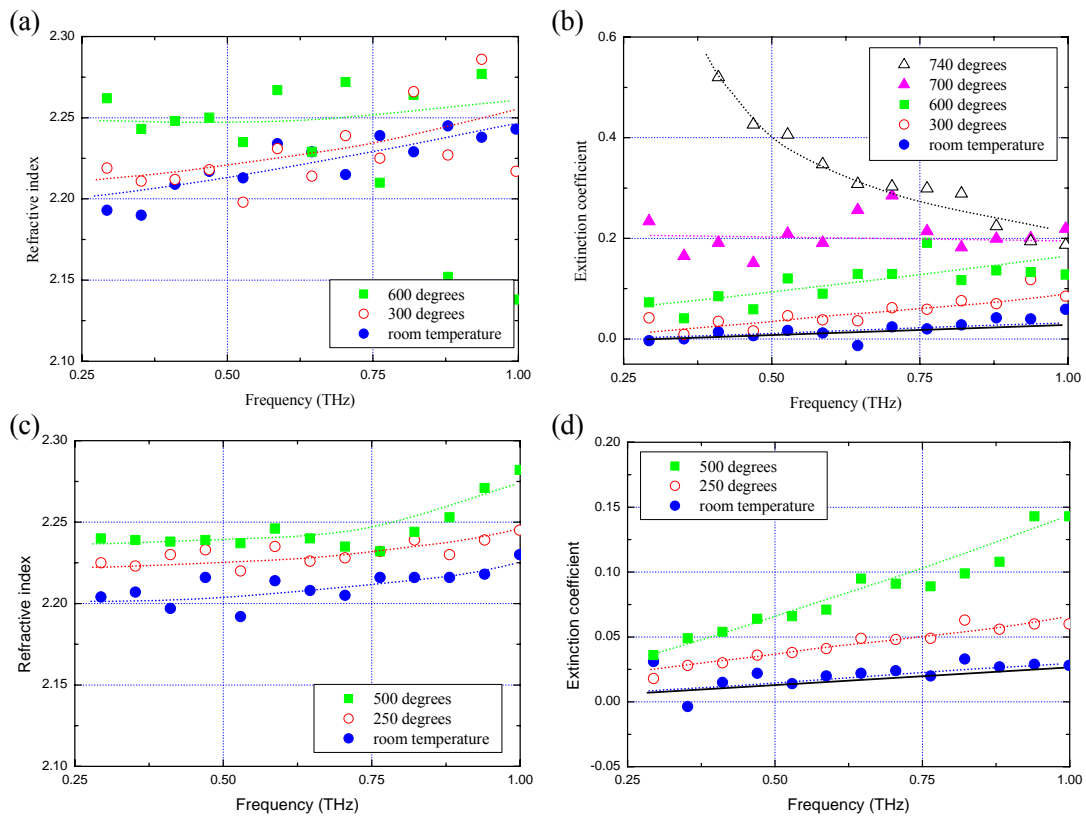 (a)
2.30
2.25
2.20
2.15
2.10
Refractive index
600 degrees
300 degrees
room temperature
0.25
0.50
0.75
1.00
Frequency (THz)
(b)
0.6
0.4
0.2
0.0
Extinction coefficient
740 degrees
700 degrees
600 degrees
300 degrees
room temperature
0.25
0.50
0.75
1.00
Frequency (THz)
(c)
2.30
2.25
2.20
2.15
2.10
Refractive index
500 degrees
250 degrees
room temperature
0.25
0.50
0.75
1.00
Frequency (THz)
(d)
0.20
0.15
0.10
0.05
0.00
-0.05
Extinction coefficient
500 degrees
250 degrees
room temperature
0.25
0.50
0.75
1.00
Frequency (THz)